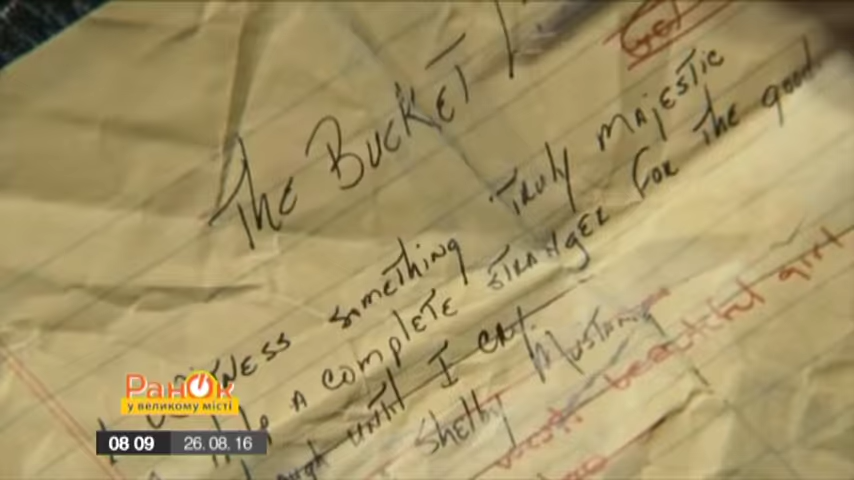 The Bucket
Get
witness something truly majestic
a complete stranger for the good
until I cry
Shelby Mustang
beautiful girl
РанОк
у великому місті
08 09 26.08.16